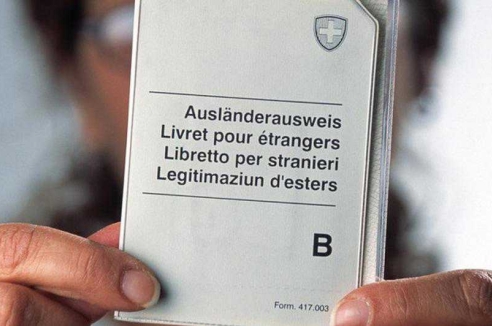 Ausländerausweis
Livret pour étrangers
Libretto per stranieri
Legitimaziun d'esters
B
Form. 417.003